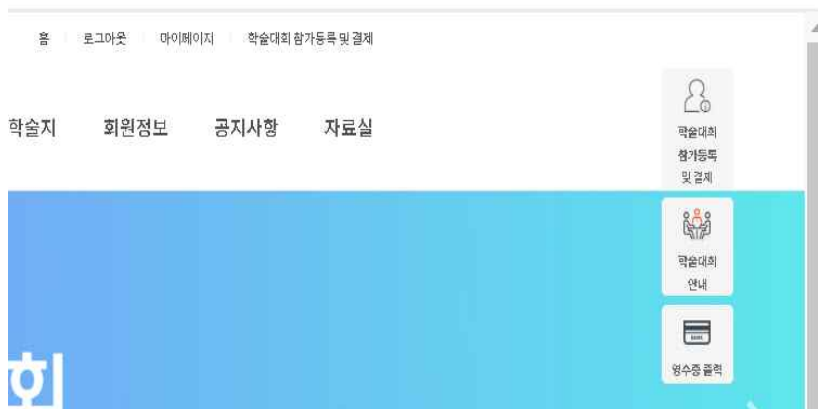 홈 로그아웃 마이페이지 학술대회 참가등록 및 결제
학술지 회원정보 공지사항 자료실
학술대회
참가등록
및 결제
학술대회
안내
영수증 출력
회